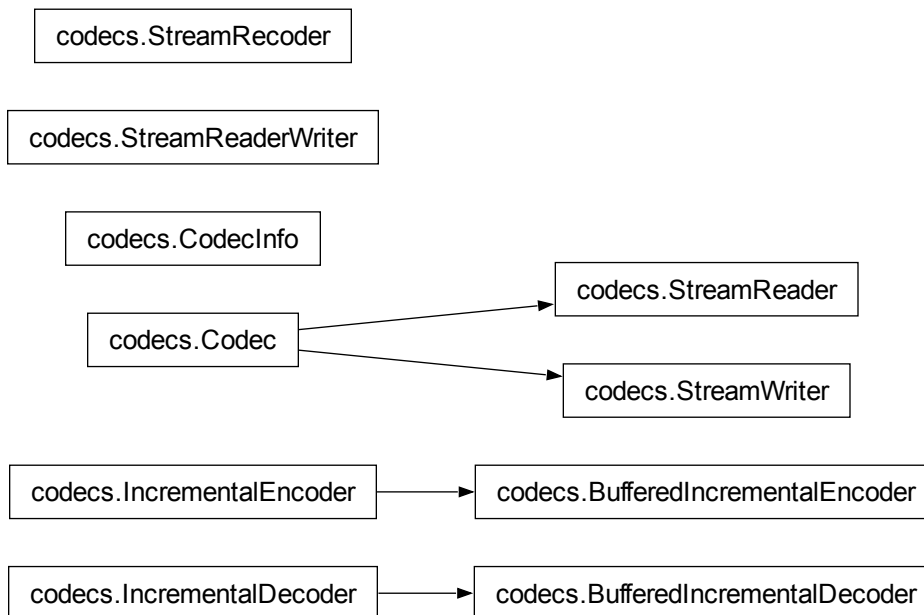 codecs.StreamRecoder
codecs.StreamReaderWriter
codecs.CodecInfo
codecs.StreamReader
codecs.Codec
codecs.StreamWriter
codecs.IncrementalEncoder
codecs.BufferedIncrementalEncoder
codecs.IncrementalDecoder
codecs.BufferedIncrementalDecoder